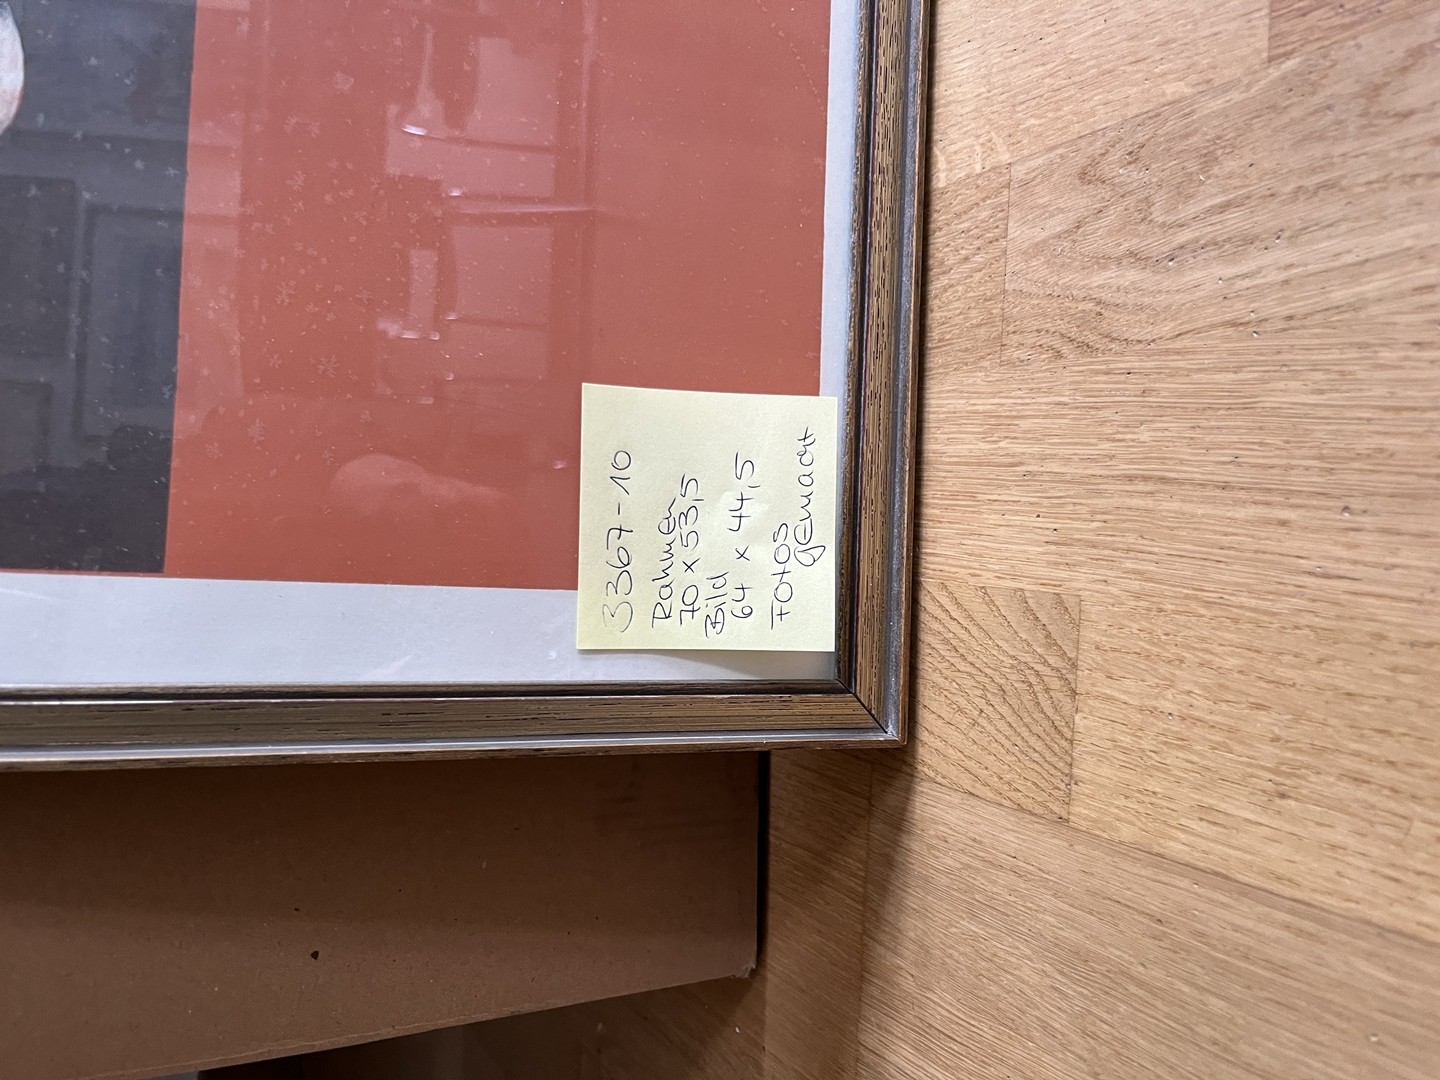 3367-10
Rahmen
70 x 53,5
Bild
64 x 44,5
Fotos
gemacht